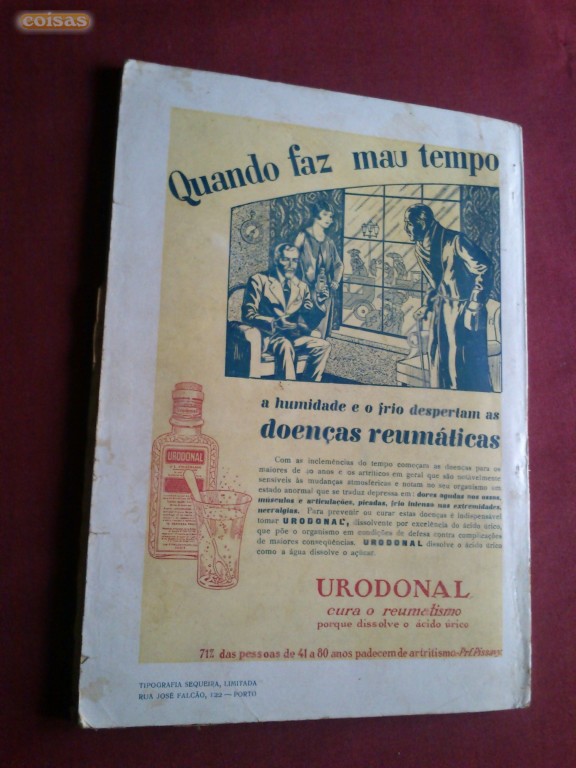 coisas
Quando faz mau tempo
a humidade e o frio despertam as
doenças reumáticas
Com as inclemências do tempo começam as doenças para os
maiores de 20 anos e os artríticos em geral que são notavelmente
sensíveis às mudanças atmosféricas e notam no seu organismo um
estado anormal que se traduz depressa em: dores agudas nos ossos,
músculos e articulações, picadas, frio intenso nas extremidades,
nevralgias. Para prevenir ou curar estas doenças é indispensável
tomar URODONAL, dissolvente por excelência do ácido úrico,
que põe o organismo em condições de defesa contra complicações
de maiores conseqüências. URODONAL dissolve o ácido úrico
como a água dissolve o açúcar.
URODONAL
URODONAL
cura o reumatismo
porque dissolve o ácido úrico
71% das pessoas de 41 a 80 anos padecem de artritismo
TIPOGRAFIA SEQUEIRA, LIMITADA
RUA JOSÉ FALCÃO, 122 — PORTO